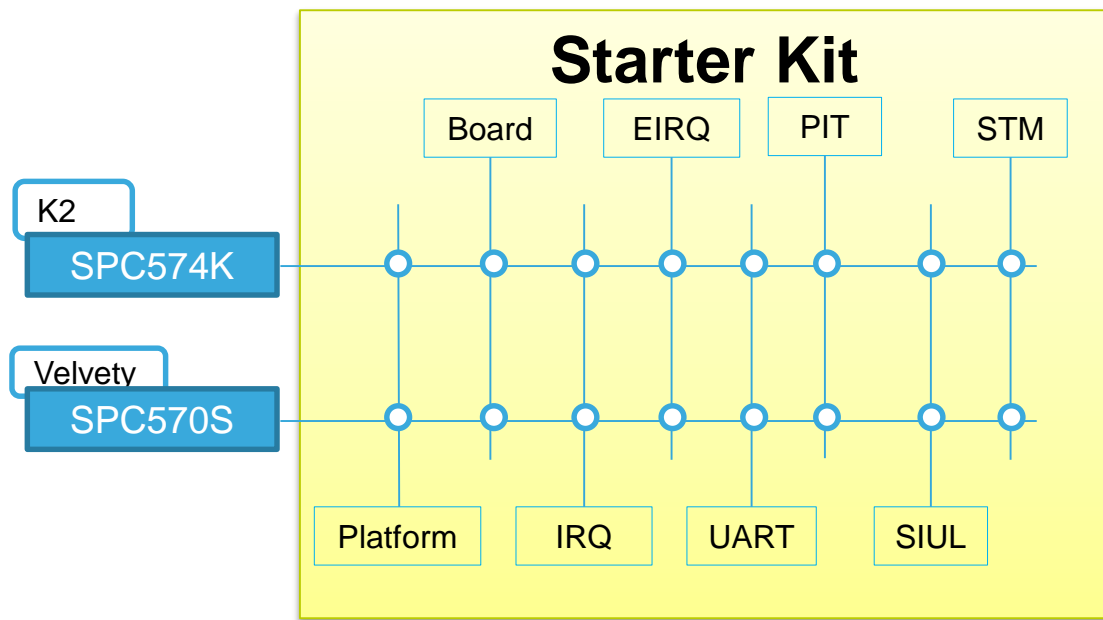 Starter Kit
Board
EIRQ
PIT
STM
K2
SPC574K
Velvety
SPC570S
Platform
IRQ
UART
SIUL